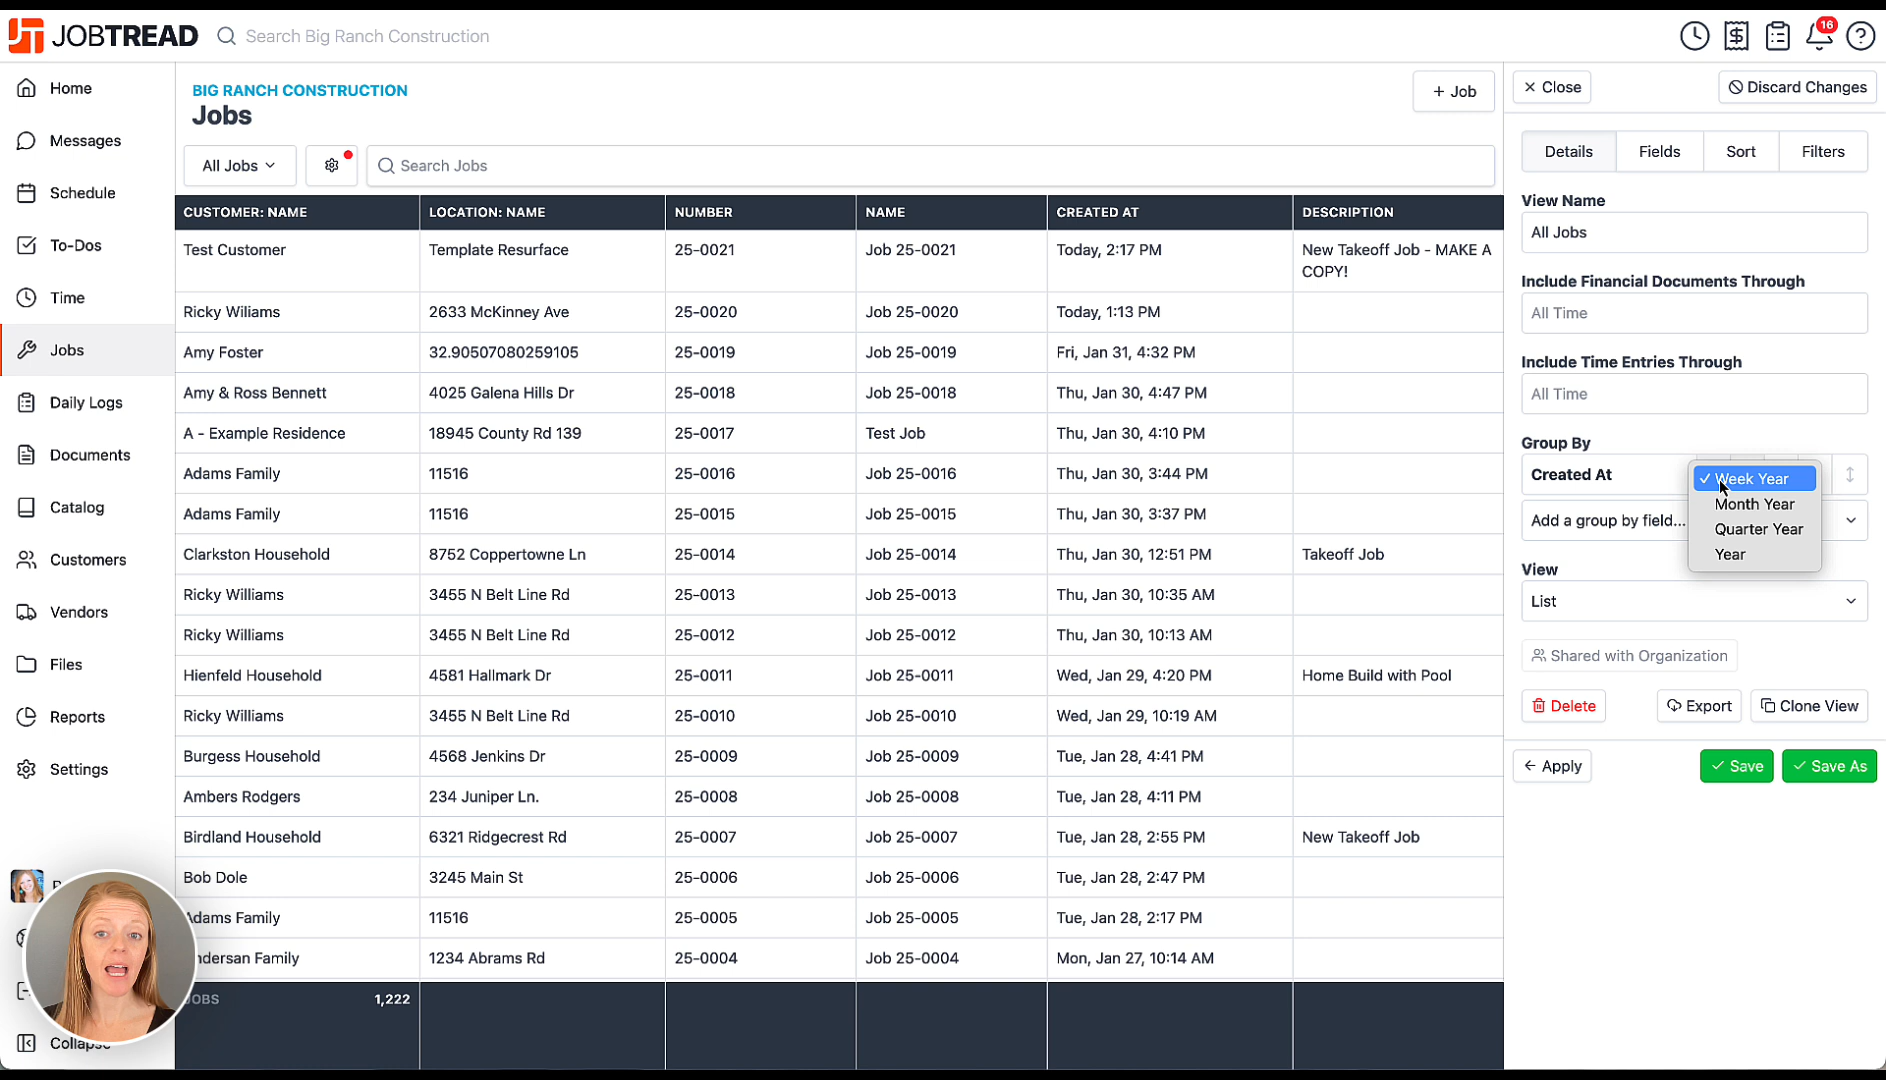 JOBTREAD
Search Big Ranch Construction
16
Home
Messages
Schedule
To-Dos
Time
Jobs
Daily Logs
Documents
Catalog
Customers
Vendors
Files
Reports
Settings
Collapse
BIG RANCH CONSTRUCTION
Jobs
+ Job
All Jobs
Search Jobs
CUSTOMER: NAME LOCATION: NAME NUMBER NAME CREATED AT DESCRIPTION
Test Customer Template Resurface 25-0021 Job 25-0021 Today, 2:17 PM New Takeoff Job - MAKE A
COPY!
Ricky Wiliams 2633 McKinney Ave 25-0020 Job 25-0020 Today, 1:13 PM
Amy Foster 32.90507080259105 25-0019 Job 25-0019 Fri, Jan 31, 4:32 PM
Amy & Ross Bennett 4025 Galena Hills Dr 25-0018 Job 25-0018 Thu, Jan 30, 4:47 PM
A - Example Residence 18945 County Rd 139 25-0017 Test Job Thu, Jan 30, 4:10 PM
Adams Family 11516 25-0016 Job 25-0016 Thu, Jan 30, 3:44 PM
Adams Family 11516 25-0015 Job 25-0015 Thu, Jan 30, 3:37 PM
Clarkston Household 8752 Coppertowne Ln 25-0014 Job 25-0014 Thu, Jan 30, 12:51 PM Takeoff Job
Ricky Williams 3455 N Belt Line Rd 25-0013 Job 25-0013 Thu, Jan 30, 10:35 AM
Ricky Williams 3455 N Belt Line Rd 25-0012 Job 25-0012 Thu, Jan 30, 10:13 AM
Hienfeld Household 4581 Hallmark Dr 25-0011 Job 25-0011 Wed, Jan 29, 4:20 PM Home Build with Pool
Ricky Williams 3455 N Belt Line Rd 25-0010 Job 25-0010 Wed, Jan 29, 10:19 AM
Burgess Household 4568 Jenkins Dr 25-0009 Job 25-0009 Tue, Jan 28, 4:41 PM
Ambers Rodgers 234 Juniper Ln. 25-0008 Job 25-0008 Tue, Jan 28, 4:11 PM
Birdland Household 6321 Ridgecrest Rd 25-0007 Job 25-0007 Tue, Jan 28, 2:55 PM New Takeoff Job
Bob Dole 3245 Main St 25-0006 Job 25-0006 Tue, Jan 28, 2:47 PM
Adams Family 11516 25-0005 Job 25-0005 Tue, Jan 28, 2:17 PM
ndersan Family 1234 Abrams Rd 25-0004 Job 25-0004 Mon, Jan 27, 10:14 AM
JOBS 1,222
Close
Discard Changes
Details Fields Sort Filters
View Name
All Jobs
Include Financial Documents Through
All Time
Include Time Entries Through
All Time
Group By
Created At
Week Year
Month Year
Quarter Year
Year
Add a group by field...
View
List
Shared with Organization
Delete Export Clone View
Apply Save Save As